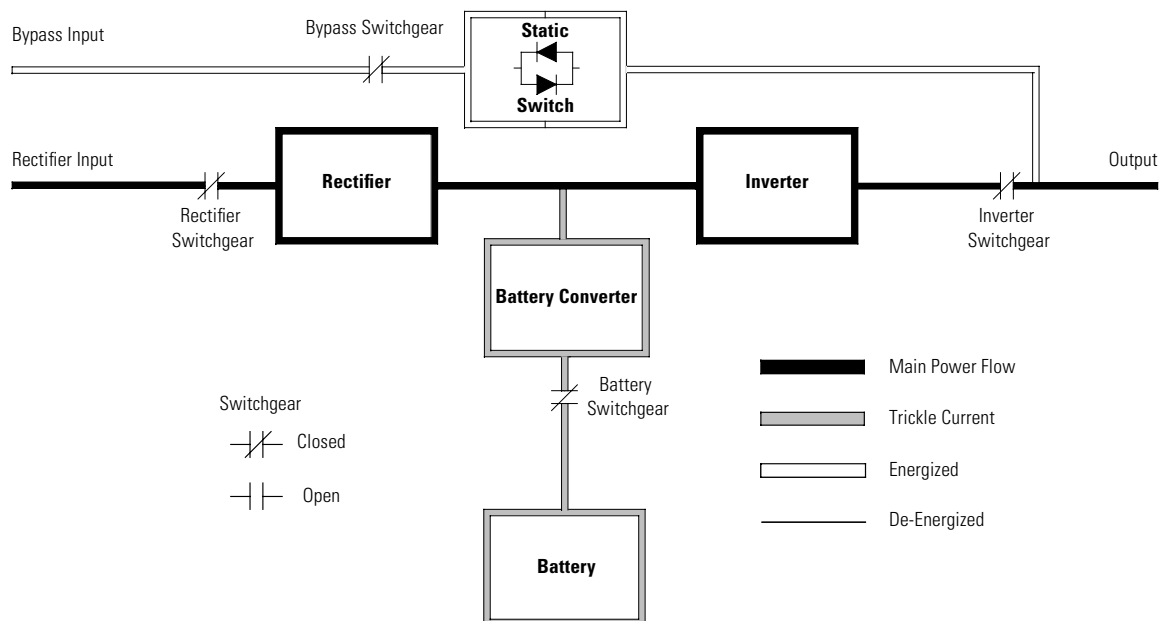 Bypass Input
Bypass Switchgear
Static
Switch
Rectifier Input
Rectifier
Inverter
Output
Rectifier
Switchgear
Inverter
Switchgear
Battery Converter
Battery
Switchgear
Switchgear
Closed
Open
Main Power Flow
Trickle Current
Energized
De-Energized
Battery